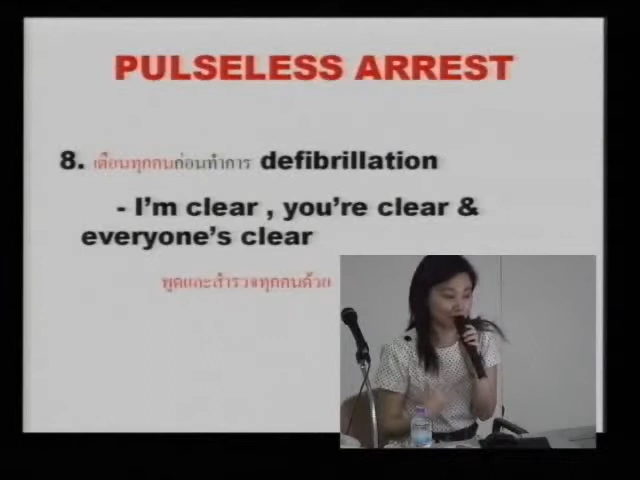 PULSELESS ARREST
8. เตือนทุกคนก่อนทำการ defibrillation
- I'm clear , you're clear &
everyone's clear
พูดและสำรวจทุกคนด้วย